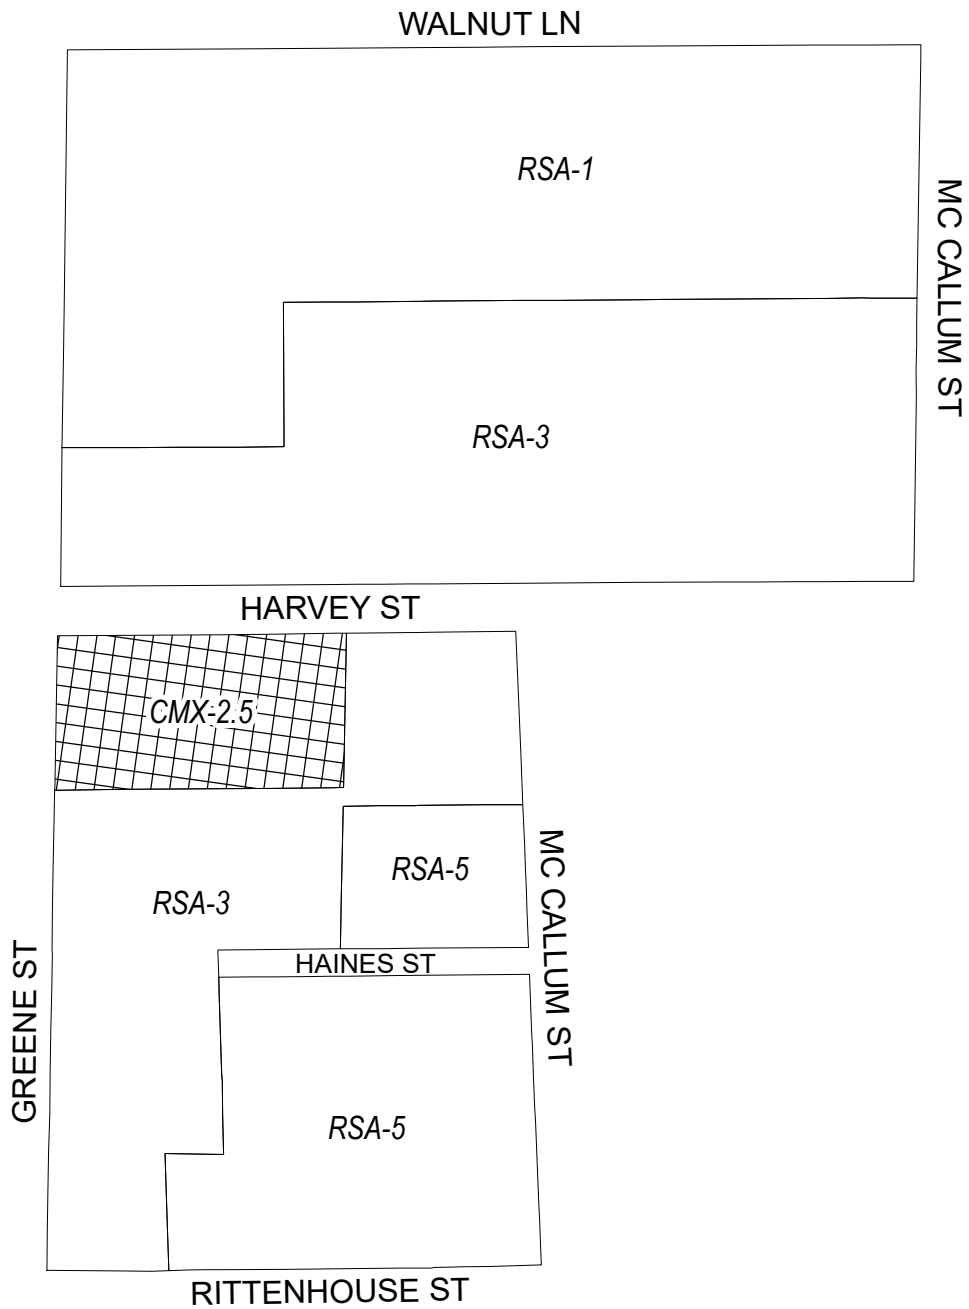 WALNUT LN
RSA-1
MC CALLUM ST
RSA-3
HARVEY ST
CMX-2.5
RSA-5
RSA-3
MC CALLUM ST
HAINES ST
GREENE ST
RSA-5
RITTENHOUSE ST